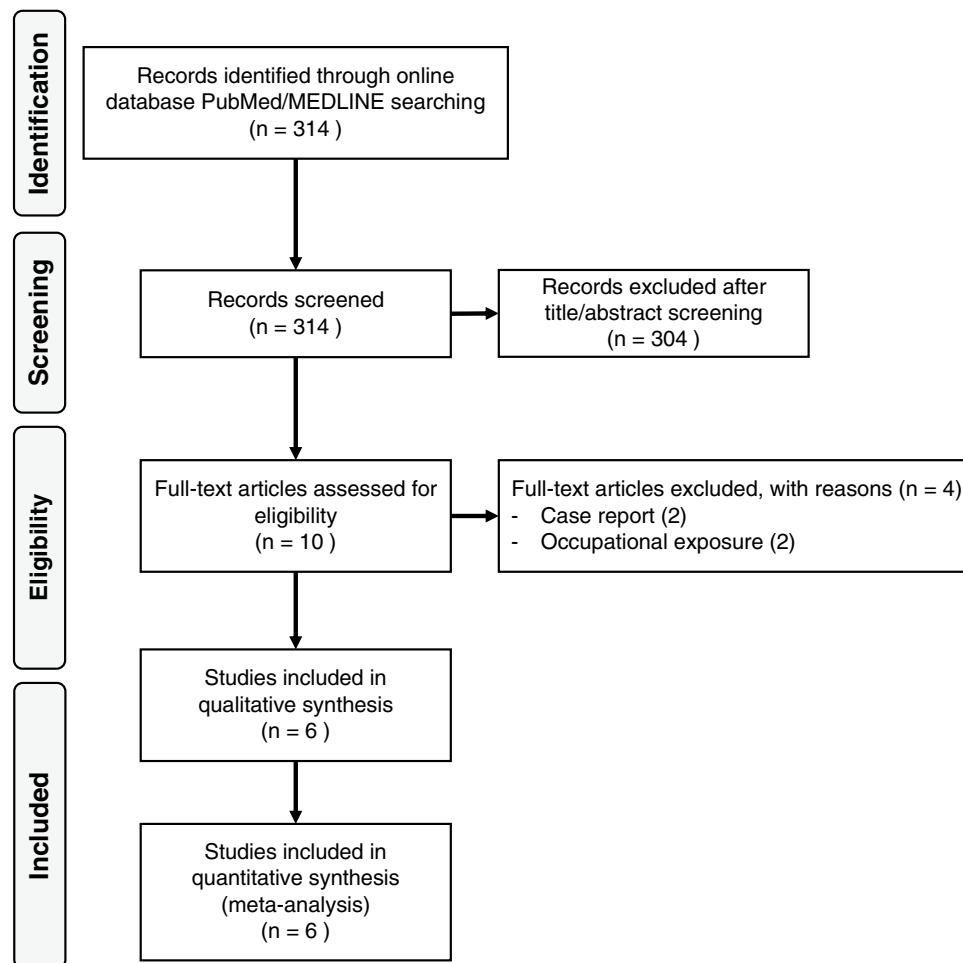 Identification
Records identified through online
database PubMed/MEDLINE searching
(n = 314 )
Screening
Records screened
(n = 314 )
Records excluded after
title/abstract screening
(n = 304 )
Eligibility
Full-text articles assessed for
eligibility
(n = 10 )
Full-text articles excluded, with reasons (n = 4)
- Case report (2)
- Occupational exposure (2)
Studies included in
qualitative synthesis
(n = 6 )
Included
Studies included in
quantitative synthesis
(meta-analysis)
(n = 6 )